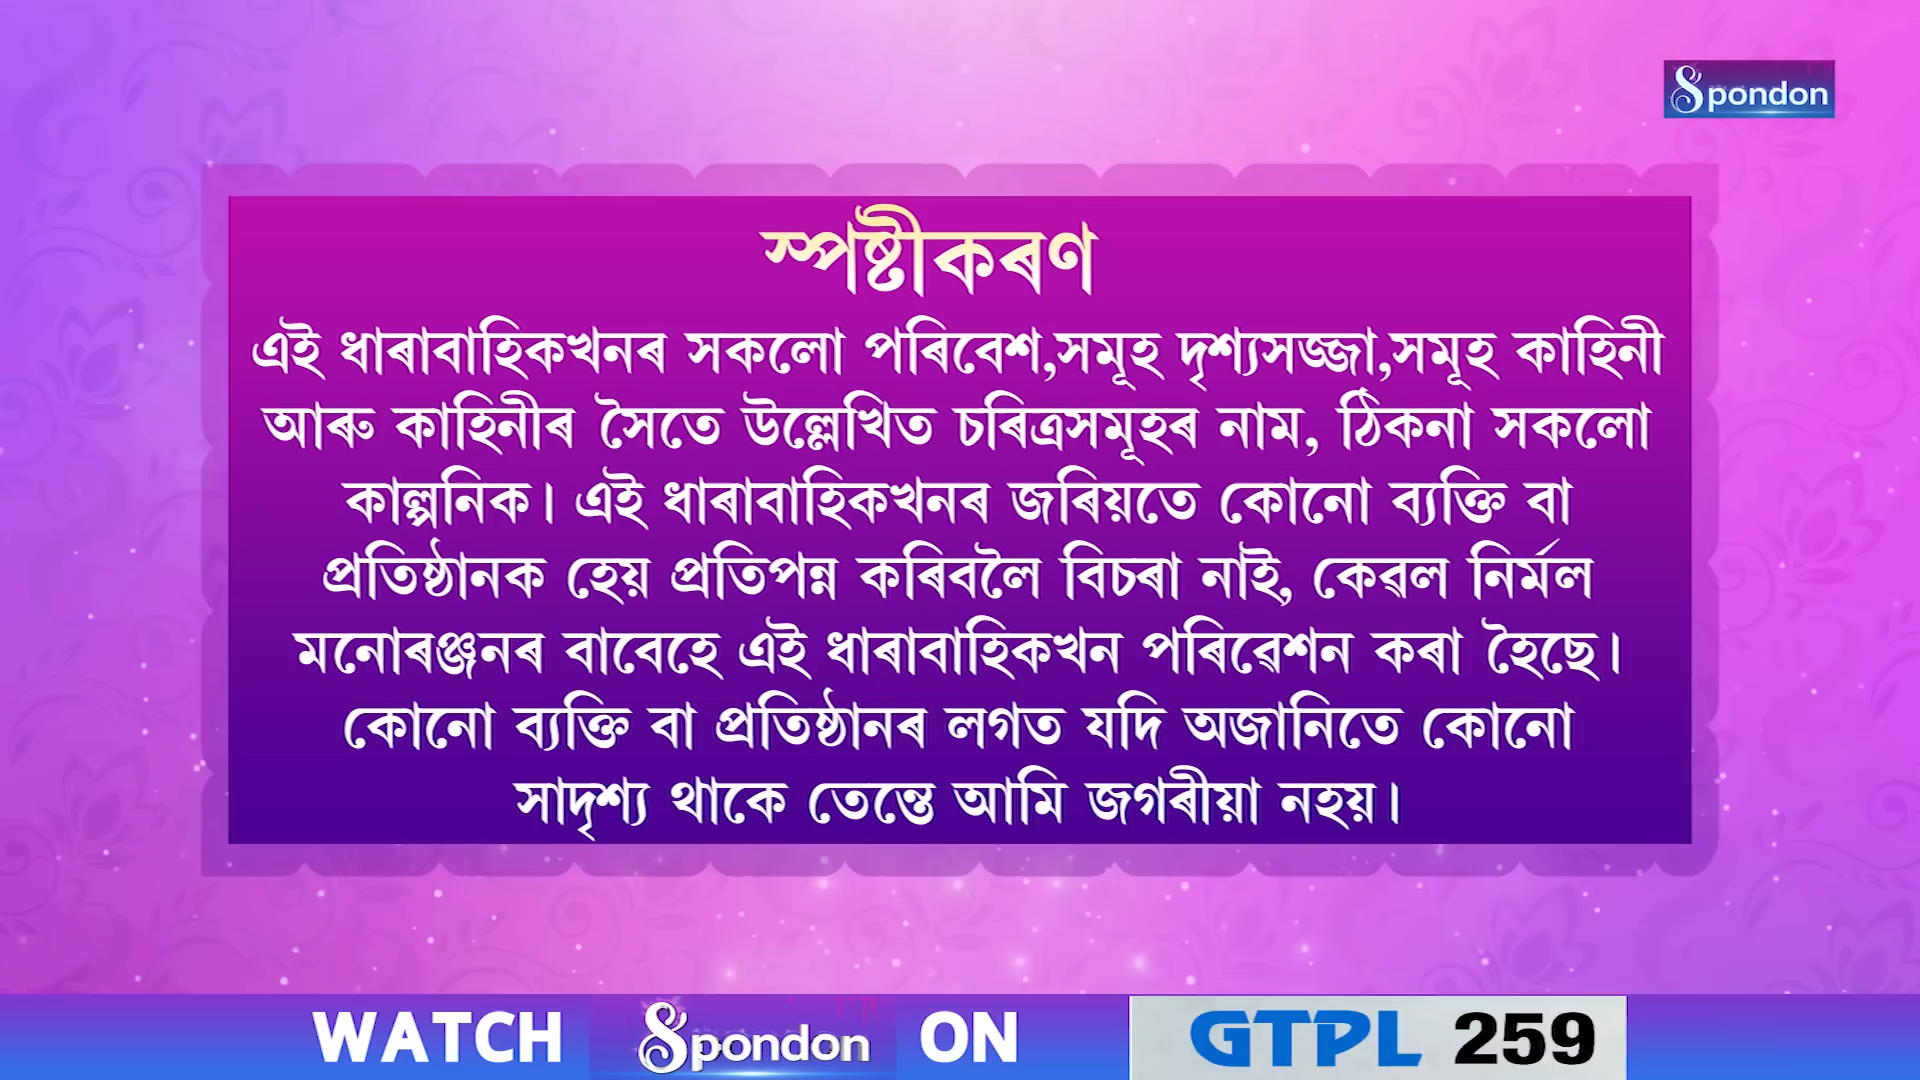 Spondon
স্পষ্টীকৰণ
এই ধাৰাবাহিকখনৰ সকলো পৰিবেশ,সমূহ দৃশ্যসজ্জা,সমূহ কাহিনী
আৰু কাহিনীৰ সৈতে উল্লেখিত চৰিত্ৰসমূহৰ নাম, ঠিকনা সকলো
কাল্পনিক। এই ধাৰাবাহিকখনৰ জৰিয়তে কোনো ব্যক্তি বা
প্ৰতিষ্ঠানক হেয় প্ৰতিপন্ন কৰিবলৈ বিচৰা নাই, কেৱল নিৰ্মল
মনোৰঞ্জনৰ বাবেহে এই ধাৰাবাহিকখন পৰিৱেশন কৰা হৈছে।
কোনো ব্যক্তি বা প্ৰতিষ্ঠানৰ লগত যদি অজানিতে কোনো
সাদৃশ্য থাকে তেন্তে আমি জগৰীয়া নহয়।
WATCH Spondon ON GTPL 259